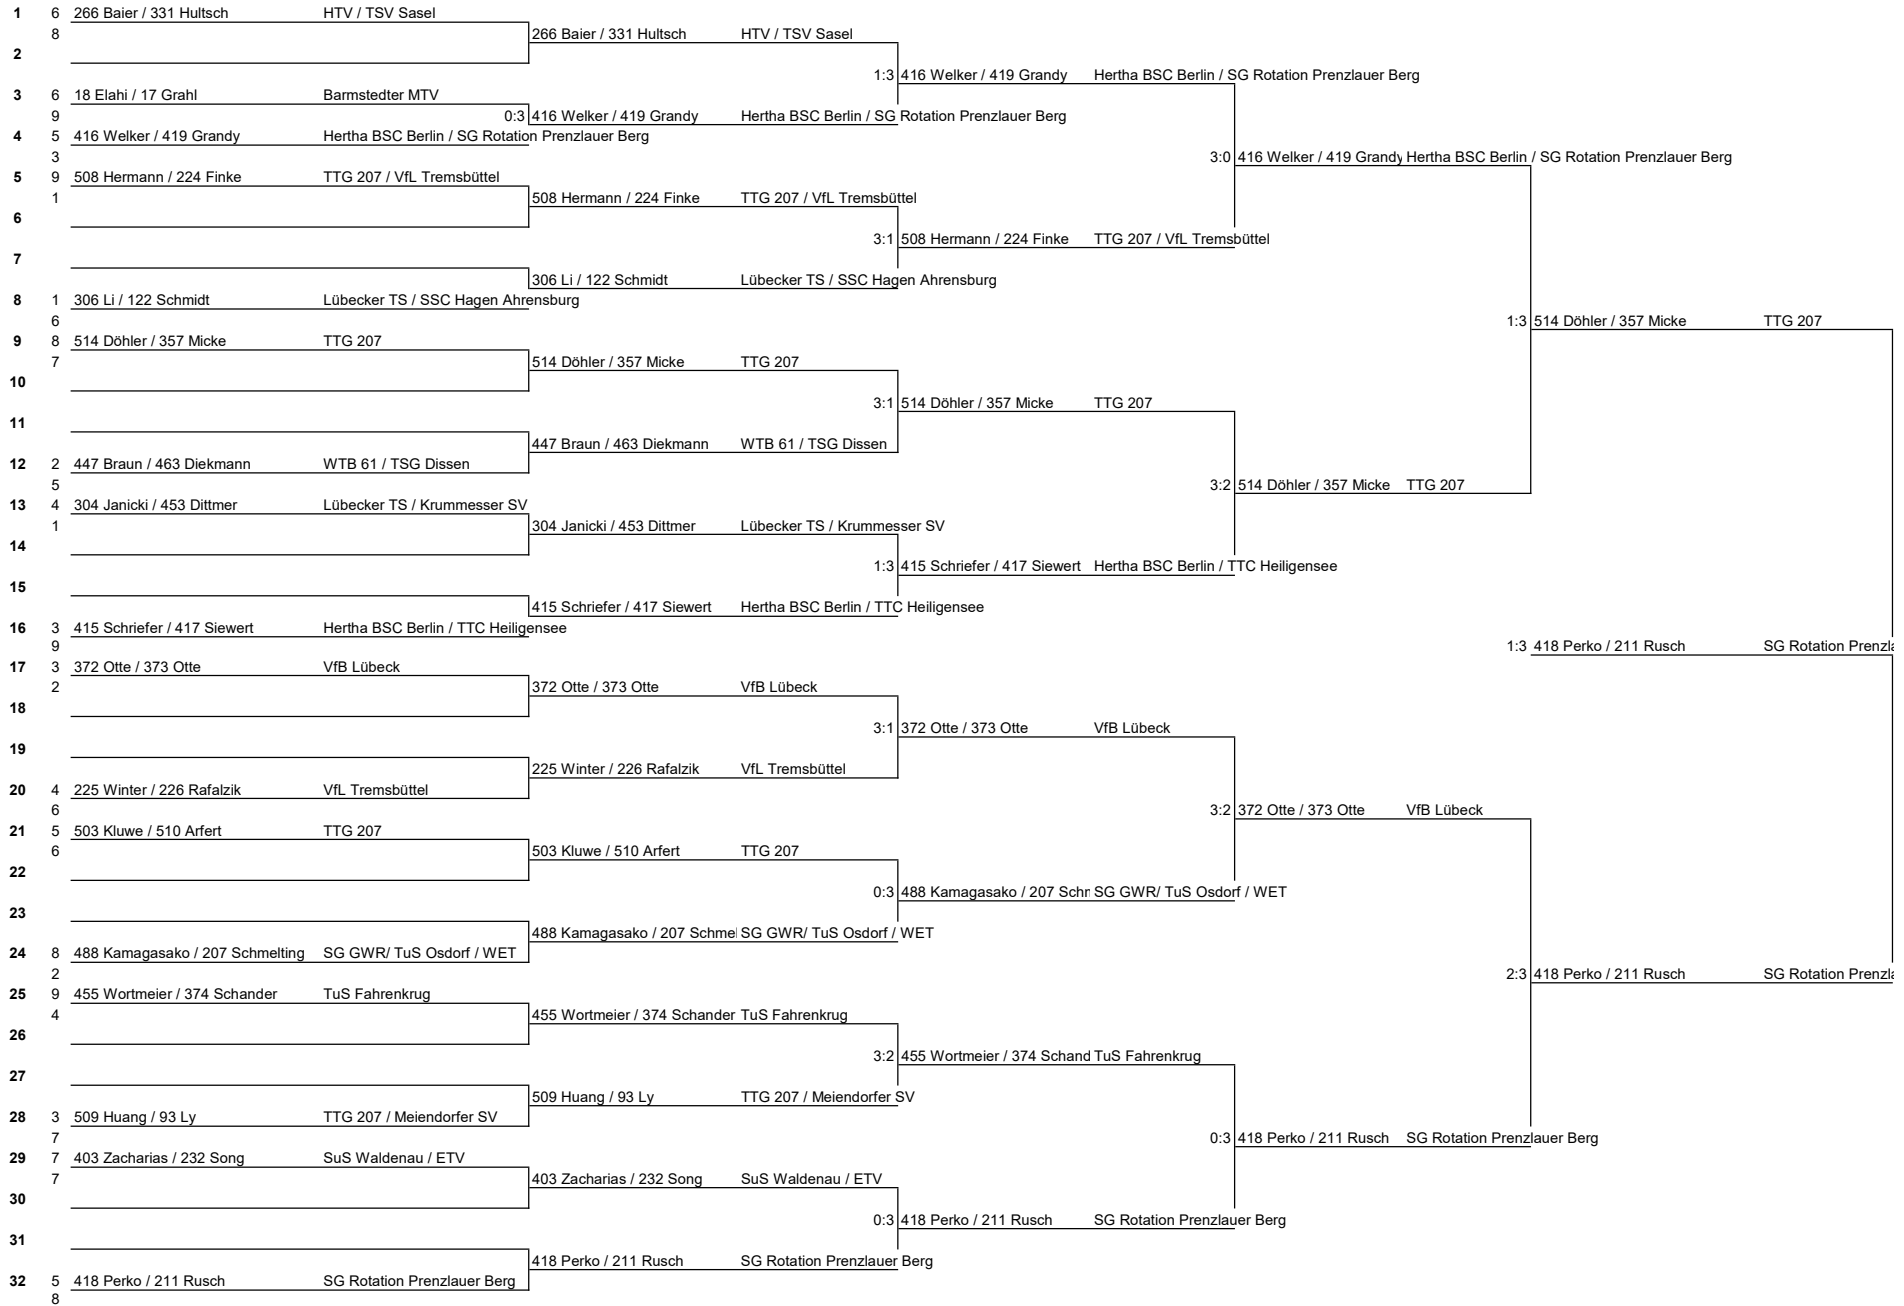 1 6 266 Baier / 331 Hultsch HTV / TSV Sasel
8 266 Baier / 331 Hultsch HTV / TSV Sasel
2
1:3 416 Welker / 419 Grandy Hertha BSC Berlin / SG Rotation Prenzlauer Berg
3 6 18 Elahi / 17 Grahl Barmstedter MTV
9 0:3 416 Welker / 419 Grandy Hertha BSC Berlin / SG Rotation Prenzlauer Berg
4 5 416 Welker / 419 Grandy Hertha BSC Berlin / SG Rotation Prenzlauer Berg
3 3:0 416 Welker / 419 Grandy Hertha BSC Berlin / SG Rotation Prenzlauer Berg
5 9 508 Hermann / 224 Finke TTG 207 / VfL Tremsbüttel
1 508 Hermann / 224 Finke TTG 207 / VfL Tremsbüttel
6
3:1 508 Hermann / 224 Finke TTG 207 / VfL Tremsbüttel
7
306 Li / 122 Schmidt Lübecker TS / SSC Hagen Ahrensburg
8 1 306 Li / 122 Schmidt Lübecker TS / SSC Hagen Ahrensburg
6 1:3 514 Döhler / 357 Micke TTG 207
9 8 514 Döhler / 357 Micke TTG 207
7 514 Döhler / 357 Micke TTG 207
10
3:1 514 Döhler / 357 Micke TTG 207
11
447 Braun / 463 Diekmann WTB 61 / TSG Dissen
12 2 447 Braun / 463 Diekmann WTB 61 / TSG Dissen
5 3:2 514 Döhler / 357 Micke TTG 207
13 4 304 Janicki / 453 Dittmer Lübecker TS / Krummesser SV
1 304 Janicki / 453 Dittmer Lübecker TS / Krummesser SV
14
1:3 415 Schriefer / 417 Siewert Hertha BSC Berlin / TTC Heiligensee
15
415 Schriefer / 417 Siewert Hertha BSC Berlin / TTC Heiligensee
16 3 415 Schriefer / 417 Siewert Hertha BSC Berlin / TTC Heiligensee
9 1:3 418 Perko / 211 Rusch SG Rotation Prenzla
17 3 372 Otte / 373 Otte VfB Lübeck
2 372 Otte / 373 Otte VfB Lübeck
18
3:1 372 Otte / 373 Otte VfB Lübeck
19
225 Winter / 226 Rafalzik VfL Tremsbüttel
20 4 225 Winter / 226 Rafalzik VfL Tremsbüttel
6 3:2 372 Otte / 373 Otte VfB Lübeck
21 5 503 Kluwe / 510 Arfert TTG 207
6 503 Kluwe / 510 Arfert TTG 207
22
0:3 488 Kamagasako / 207 Schr SG GWR/ TuS Osdorf / WET
23
488 Kamagasako / 207 Schmel SG GWR/ TuS Osdorf / WET
24 8 488 Kamagasako / 207 Schmelting SG GWR/ TuS Osdorf / WET
2 2:3 418 Perko / 211 Rusch SG Rotation Prenzla
25 9 455 Wortmeier / 374 Schander TuS Fahrenkrug
4 455 Wortmeier / 374 Schander TuS Fahrenkrug
26
3:2 455 Wortmeier / 374 Schand TuS Fahrenkrug
27
509 Huang / 93 Ly TTG 207 / Meiendorfer SV
28 3 509 Huang / 93 Ly TTG 207 / Meiendorfer SV
7 0:3 418 Perko / 211 Rusch SG Rotation Prenzlauer Berg
29 7 403 Zacharias / 232 Song SuS Waldenau / ETV
7 403 Zacharias / 232 Song SuS Waldenau / ETV
30
0:3 418 Perko / 211 Rusch SG Rotation Prenzlauer Berg
31
418 Perko / 211 Rusch SG Rotation Prenzlauer Berg
32 5 418 Perko / 211 Rusch SG Rotation Prenzlauer Berg
8